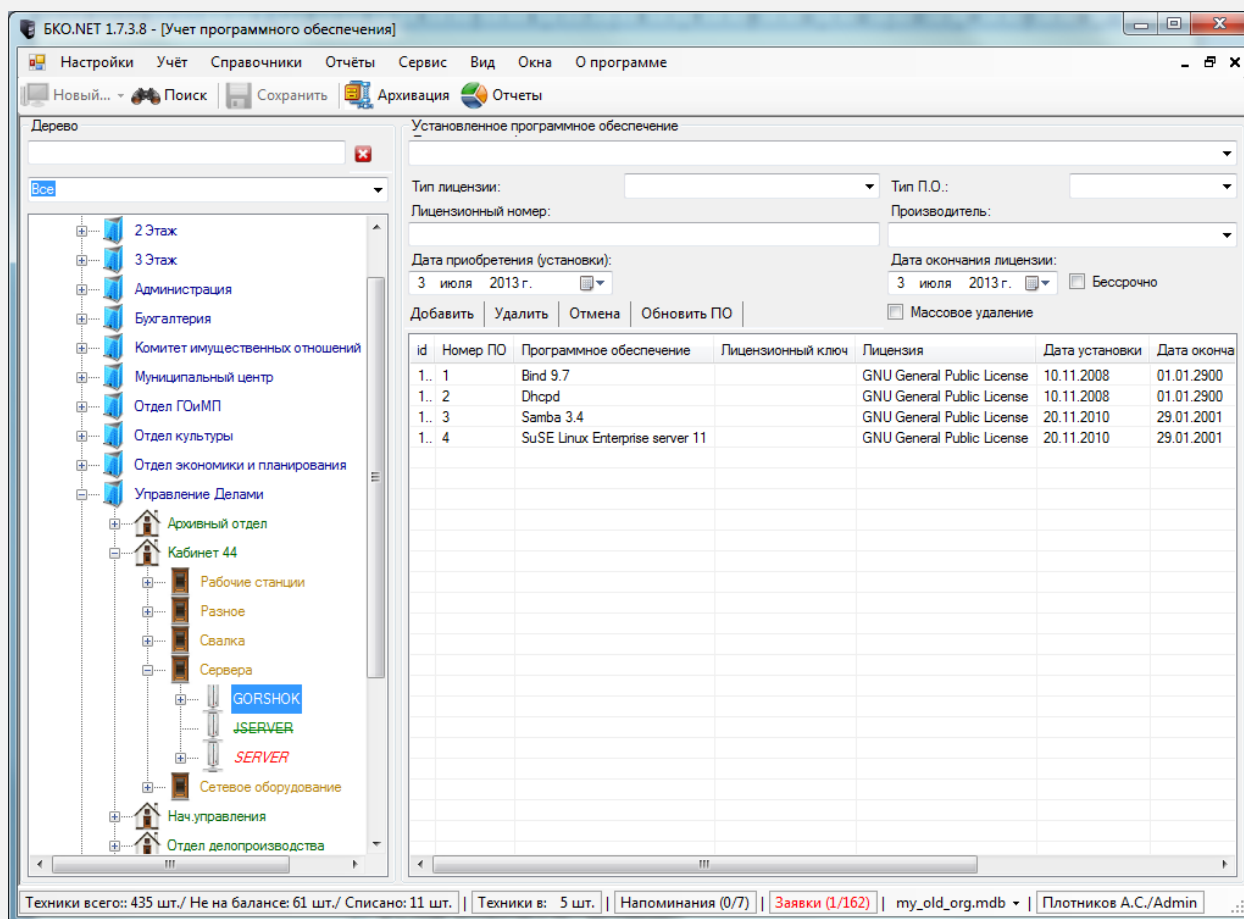 БКО.NET 1.7.3.8 - [Учет программного обеспечения]
Настройки Учёт Справочники Отчёты Сервис Вид Окна О программе
Новый... Поиск Сохранить Архивация Отчеты
Дерево
Все
2 Этаж
3 Этаж
Администрация
Бухгалтерия
Комитет имущественных отношений
Муниципальный центр
Отдел ГОиМП
Отдел культуры
Отдел экономики и планирования
Управление Делами
Архивный отдел
Кабинет 44
Рабочие станции
Разное
Свалка
Сервера
GORSHOK
JSERVER
SERVER
Сетевое оборудование
Нач.управления
Отдел делопроизводства
Установленное программное обеспечение
Тип лицензии: Тип П.О.:
Лицензионный номер: Производитель:
Дата приобретения (установки): Дата окончания лицензии:
3 июля 2013 г. 3 июля 2013 г. Бессрочно
Добавить Удалить Отмена Обновить ПО Массовое удаление
id Номер ПО Программное обеспечение Лицензионный ключ Лицензия Дата установки Дата оконча
1.. 1 Bind 9.7 GNU General Public License 10.11.2008 01.01.2900
1.. 2 Dhcpd GNU General Public License 10.11.2008 01.01.2900
1.. 3 Samba 3.4 GNU General Public License 20.11.2010 29.01.2001
1.. 4 SuSE Linux Enterprise server 11 GNU General Public License 20.11.2010 29.01.2001
Техники всего:: 435 шт./ Не на балансе: 61 шт./ Списано: 11 шт. | Техники в: 5 шт. | Напоминания (0/7) | Заявки (1/162) | my_old_org.mdb | Плотников А.С./Admin